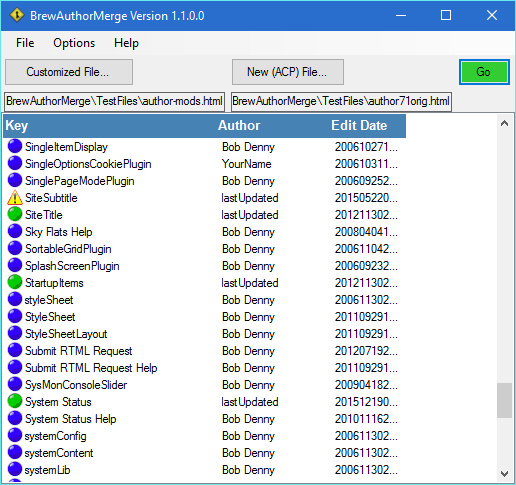 BrewAuthorMerge Version 1.1.0.0
File Options Help
Customized File... New (ACP) File... Go
BrewAuthorMerge\TestFiles\author-mods.html BrewAuthorMerge\TestFiles\author71orig.html
Key Author Edit Date
SingleItemDisplay Bob Denny 200610271...
SingleOptionsCookiePlugin YourName 200610311...
SinglePageModePlugin Bob Denny 200609252...
SiteSubtitle lastUpdated 201505220...
SiteTitle lastUpdated 201211302...
Sky Flats Help Bob Denny 200804041...
SortableGridPlugin Bob Denny 200611042...
SplashScreenPlugin Bob Denny 200609232...
StartupItems lastUpdated 201211302...
styleSheet Bob Denny 200611302...
StyleSheet Bob Denny 201109291...
StyleSheetLayout Bob Denny 201109291...
Submit RTML Request Bob Denny 201207192...
Submit RTML Request Help Bob Denny 201109291...
SysMonConsoleSlider Bob Denny 200904182...
System Status lastUpdated 201512190...
System Status Help Bob Denny 201011162...
systemConfig Bob Denny 200611302...
systemContent Bob Denny 200611302...
systemLib Bob Denny 200611302...